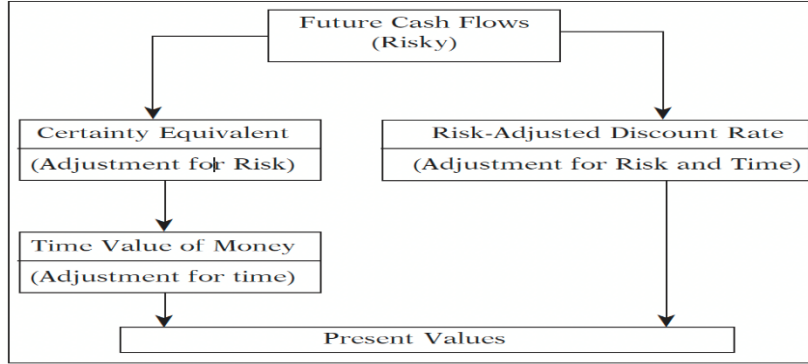 Future Cash Flows
(Risky)
Certainty Equivalent
(Adjustment for Risk)
Risk-Adjusted Discount Rate
(Adjustment for Risk and Time)
Time Value of Money
(Adjustment for time)
Present Values